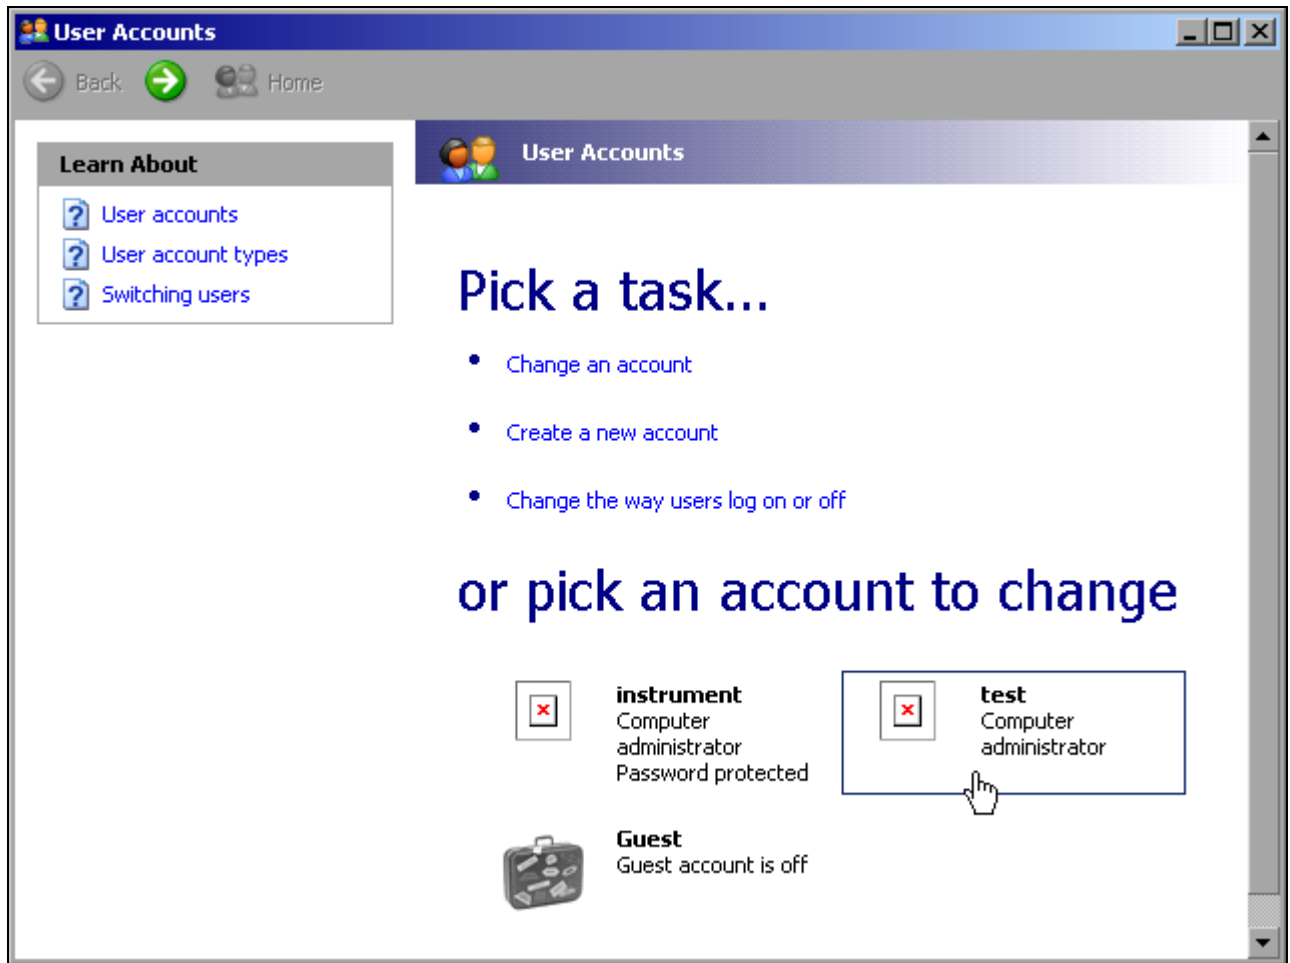 User Accounts
Back
Home
Learn About
User accounts
User account types
Switching users
User Accounts
Pick a task...
Change an account
Create a new account
Change the way users log on or off
or pick an account to change
instrument
Computer
administrator
Password protected
test
Computer
administrator
Guest
Guest account is off